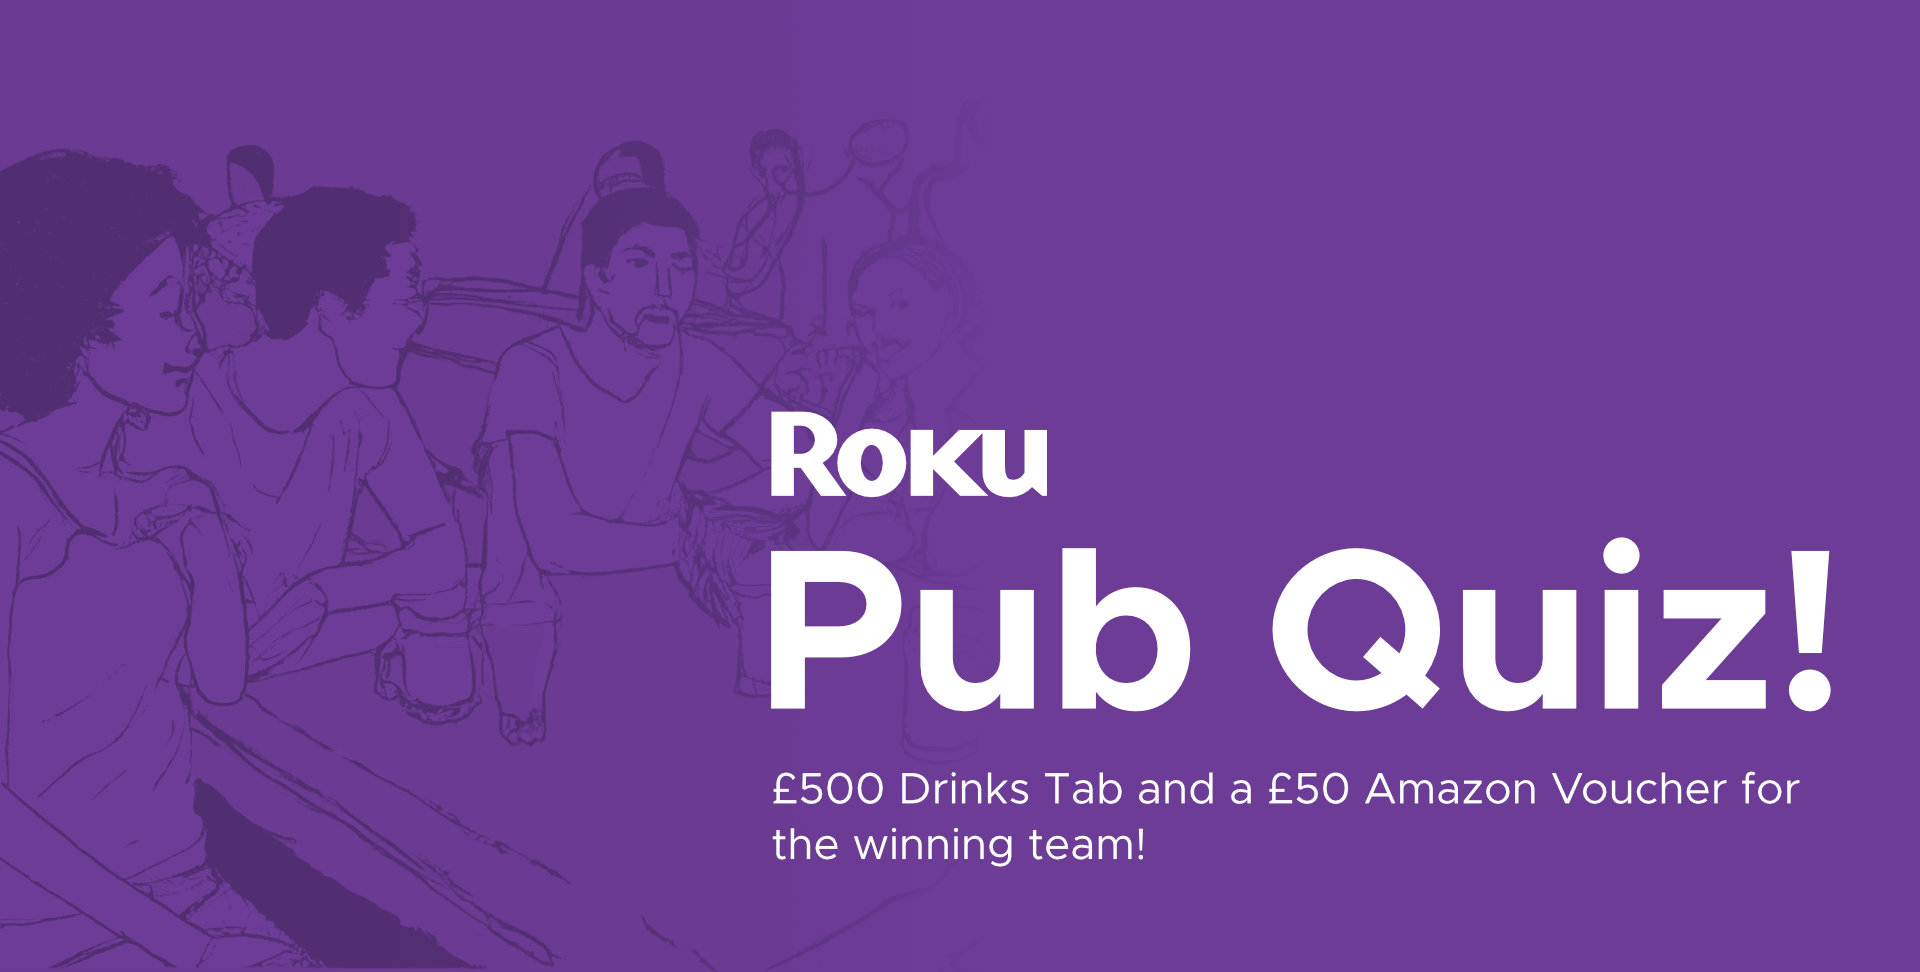 Roku
Pub Quiz!
£500 Drinks Tab and a £50 Amazon Voucher for
the winning team!